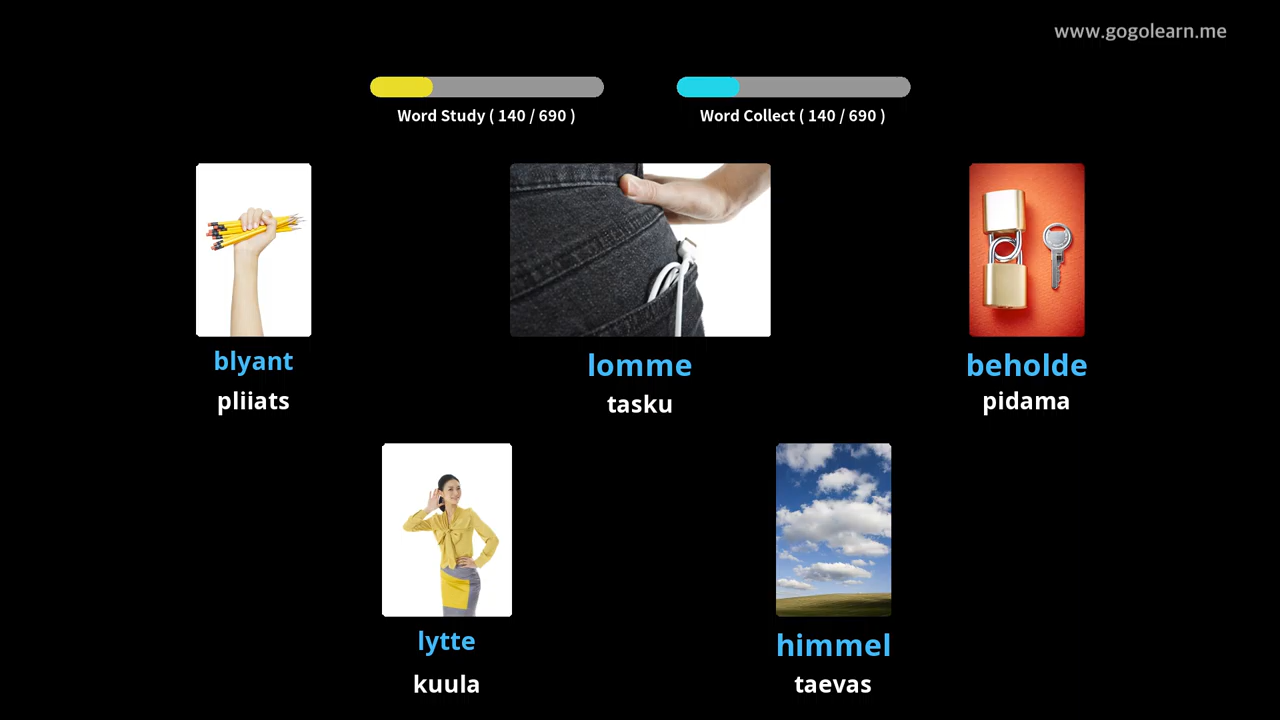 www.gogolearn.me
Word Study ( 140 / 690 )
Word Collect ( 140 / 690 )
blyant
pliiats
lomme
tasku
beholde
pidama
lytte
kuula
himmel
taevas